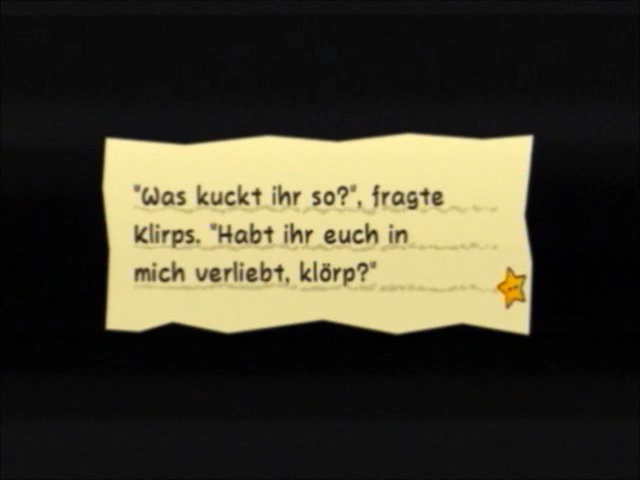 "Was kuckt ihr so?", fragte
Klirps. "Habt ihr euch in
mich verliebt, klörp?"